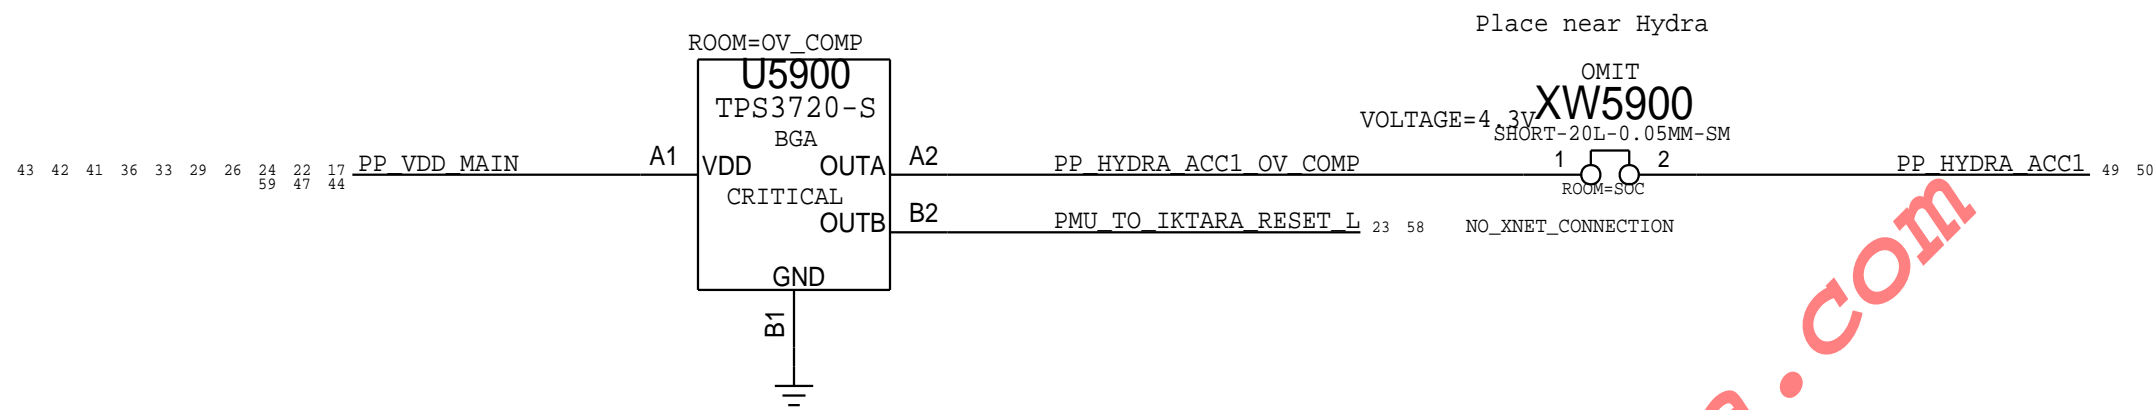 Place near Hydra
ROOM=OV_COMP
U5900
TPS3720-S
BGA
OMIT
XW5900
VOLTAGE=4.3V
SHORT-20L-0.05MM-SM
43 42 41 36 33 29 26 24 22 17 PP_VDD_MAIN A1 VDD OUTA A2 PP_HYDRA_ACC1_OV_COMP 1 2 PP_HYDRA_ACC1 49 50
59 47 44
ROOM=SOC
CRITICAL
OUTB B2 PMU_TO_IKTARA_RESET_L 23 58 NO_XNET_CONNECTION
GND
B1
.com